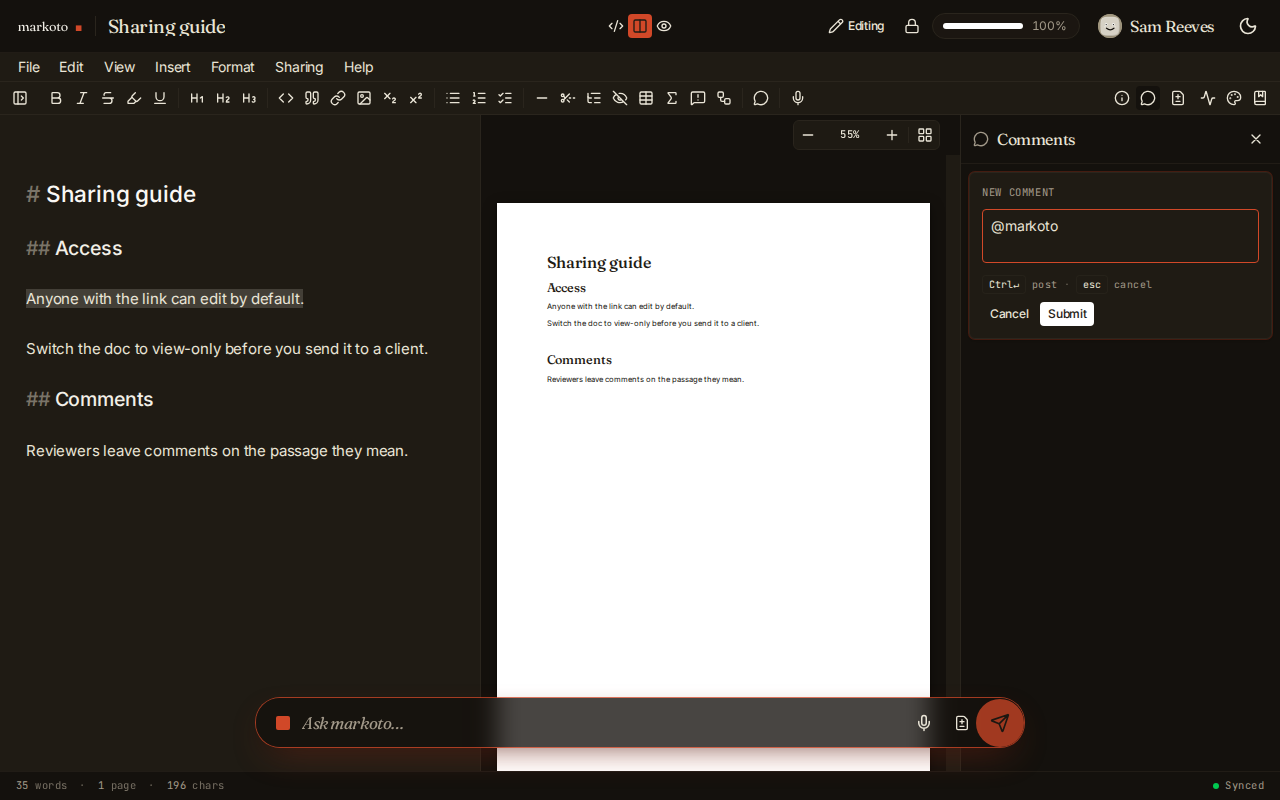 markoto
Sharing guide
Editing
100%
Sam Reeves
File Edit View Insert Format Sharing Help
B I S U H1 H2 H3 X2 x2
55%
Comments
# Sharing guide
## Access
Anyone with the link can edit by default.
Switch the doc to view-only before you send it to a client.
## Comments
Reviewers leave comments on the passage they mean.
Sharing guide
Access
Anyone with the link can edit by default.
Switch the doc to view-only before you send it to a client.
Comments
Reviewers leave comments on the passage they mean.
NEW COMMENT
@markoto
Ctrl↵ post · esc cancel
Cancel Submit
Ask markoto...
35 words · 1 page · 196 chars
Synced